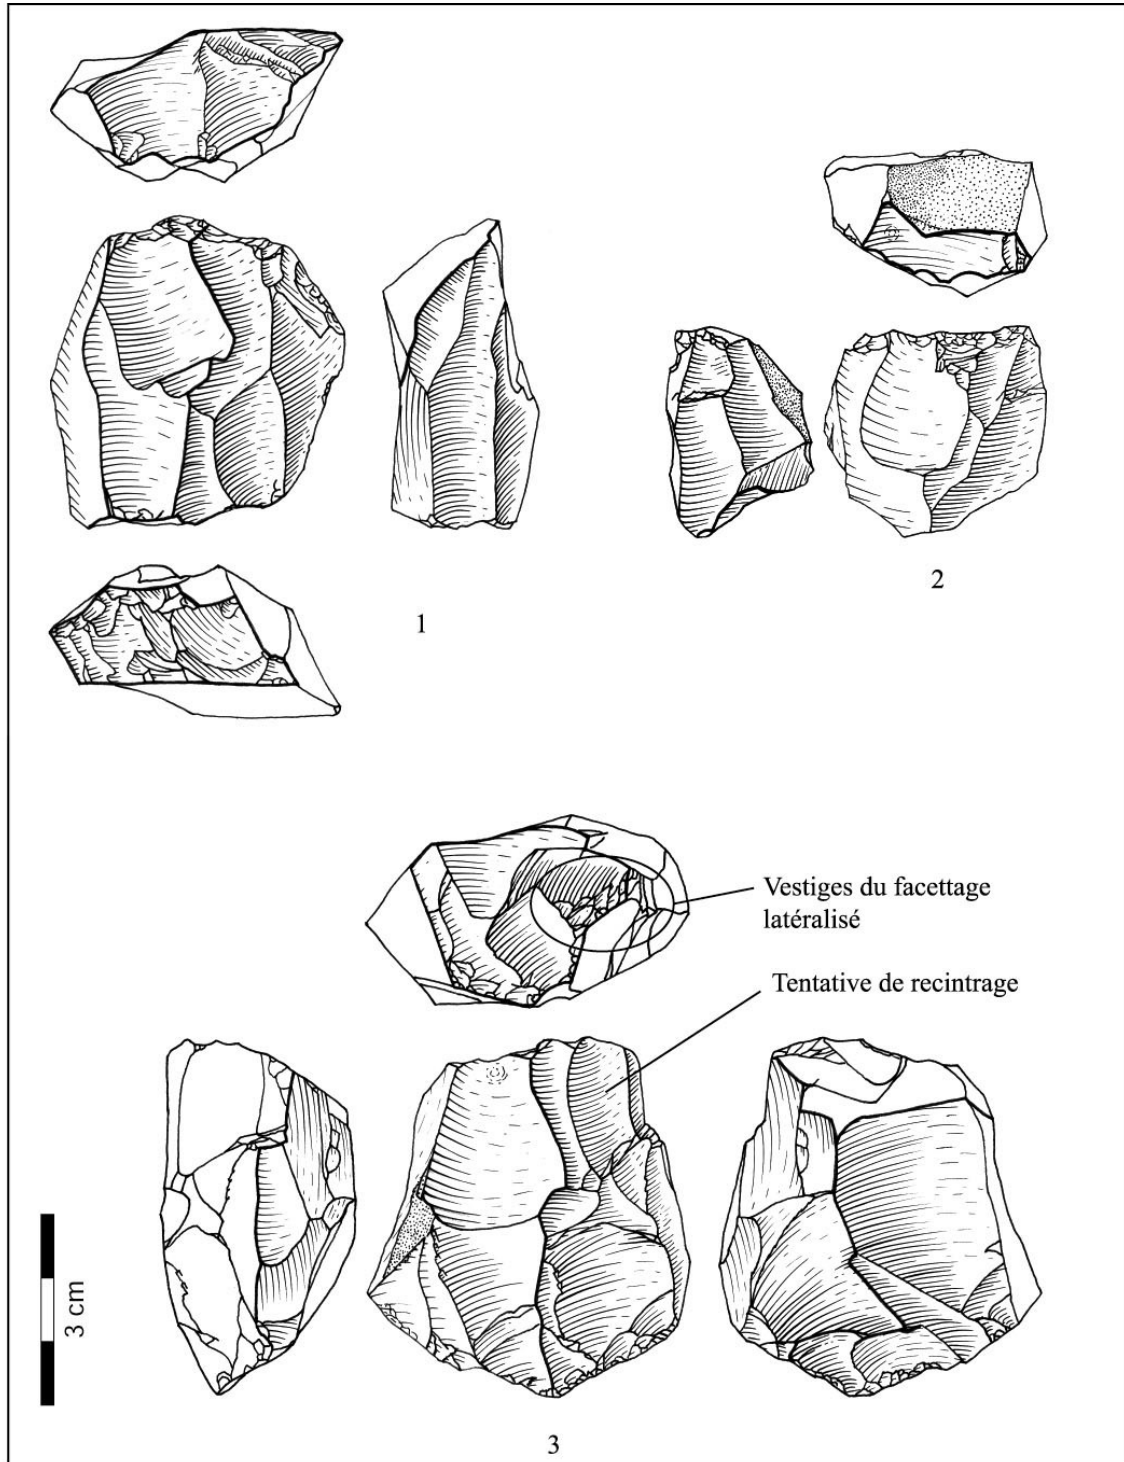 1
2
Vestiges du facettage
latéralisé
Tentative de recintrage
3 cm
3